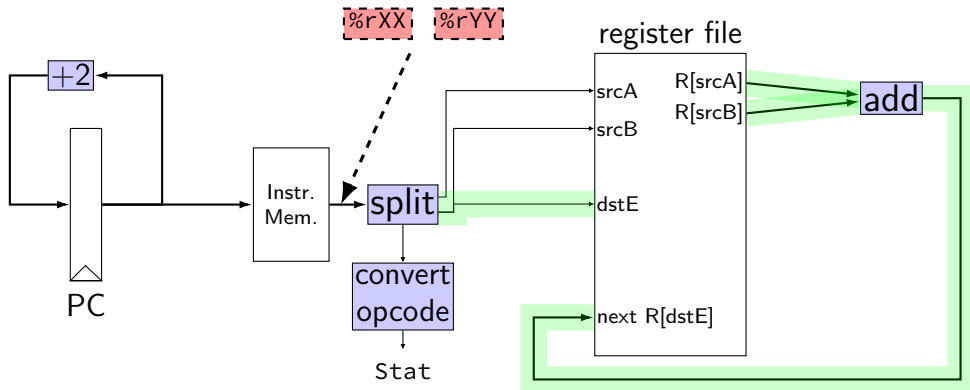 %rXX %rYY
register file
+2
srcA
srcB
R[srcA]
R[srcB]
add
Instr.
Mem.
split
dstE
PC
convert
opcode
next R[dstE]
Stat